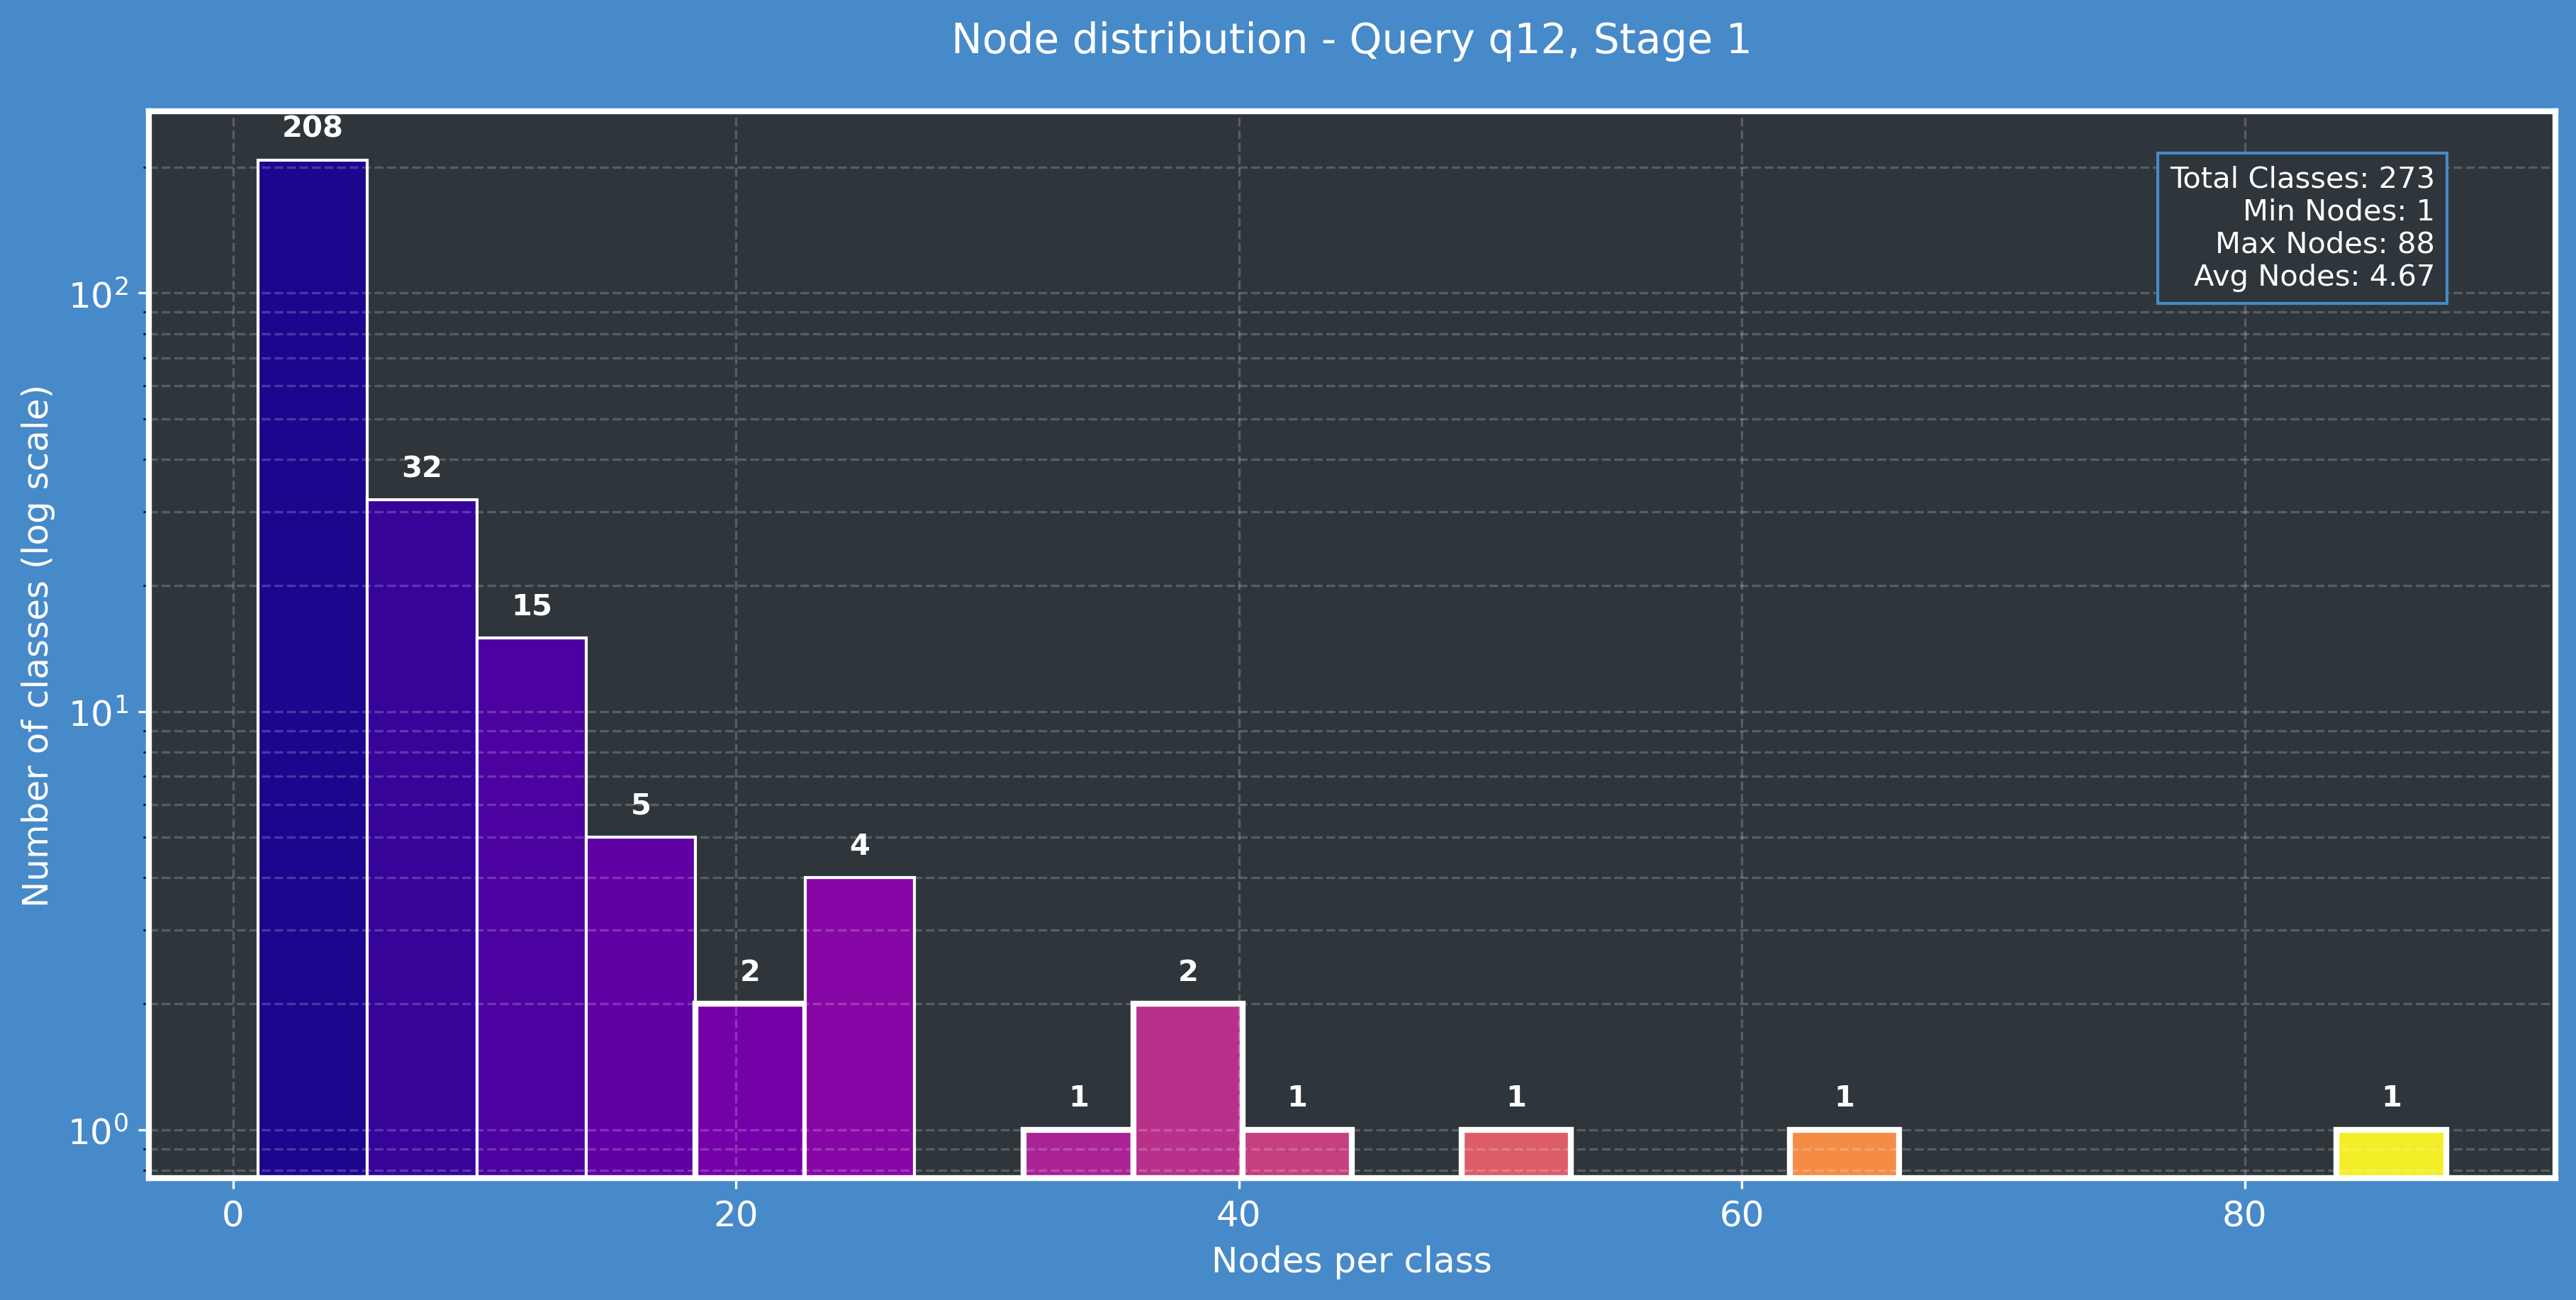 Node distribution - Query q12, Stage 1
208
32
15
5
2
4
1
2
1
1
1
1
Total Classes: 273
Min Nodes: 1
Max Nodes: 88
Avg Nodes: 4.67
Number of classes (log scale)
10²
10¹
10⁰
0 20 40 60 80
Nodes per class